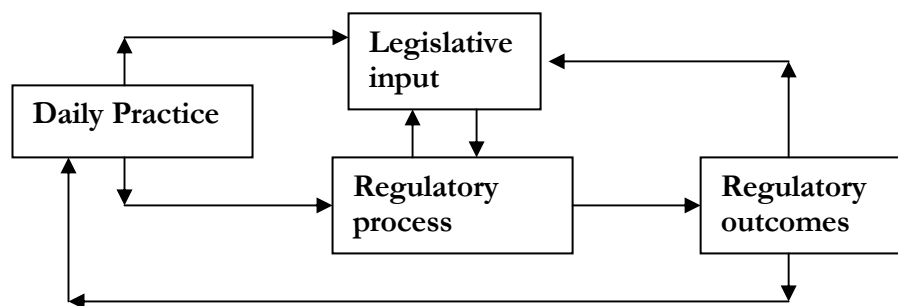 Legislative
input
Daily Practice
Regulatory
process
Regulatory
outcomes